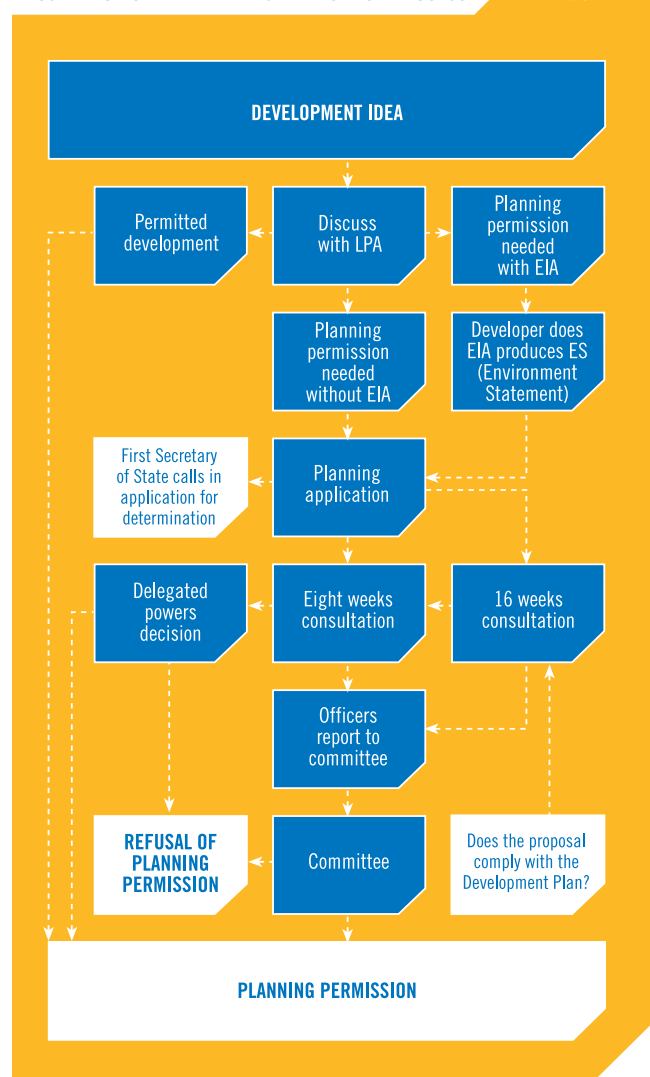 DEVELOPMENT IDEA
Permitted
development
Discuss
with LPA
Planning
permission
needed
with EIA
Planning
permission
needed
without EIA
Developer does
EIA produces ES
(Environment
Statement)
First Secretary
of State calls in
application for
determination
Planning
application
Delegated
powers
decision
Eight weeks
consultation
16 weeks
consultation
Officers
report to
committee
REFUSAL OF
PLANNING
PERMISSION
Committee
Does the proposal
comply with the
Development Plan?
PLANNING PERMISSION